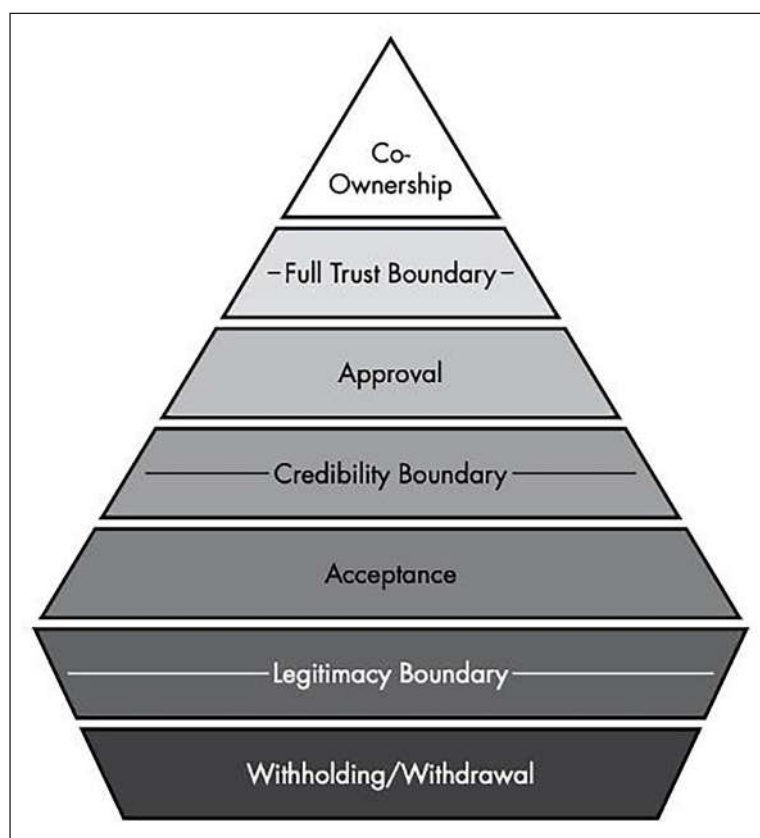 Co-
Ownership
Full Trust Boundary
Approval
Credibility Boundary
Acceptance
Legitimacy Boundary
Withholding/Withdrawal